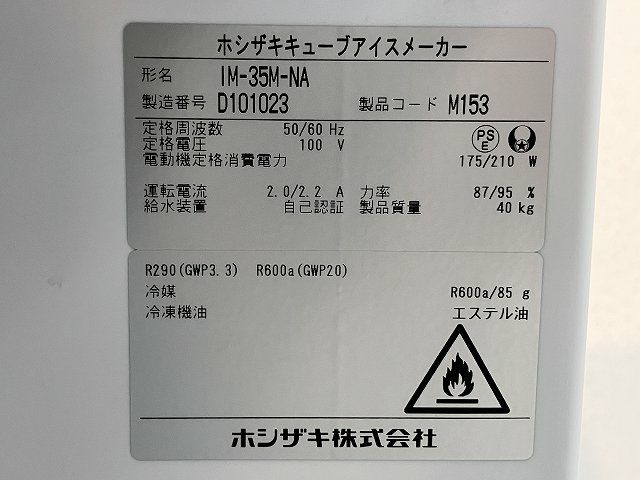 ホシザキキューブアイスメーカー
形名 IM-35M-NA
製造番号 D101023 製品コード M153
定格周波数 50/60 Hz
定格電圧 100 V
PS E
電動機定格消費電力 175/210 W
運転電流 2.0/2.2 A 力率 87/95 %
給水装置 自己認証 製品質量 40 kg
R290(GWP3.3) R600a(GWP20)
冷媒 R600a/85 g
冷凍機油 エステル油
ホシザキ株式会社